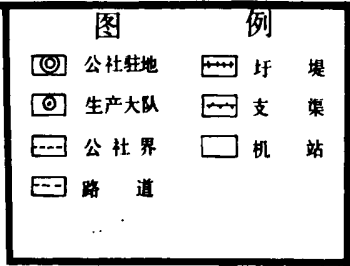 图 例
公社驻地 圩 堤
生产大队 支 渠
公社界 机 站
路 道